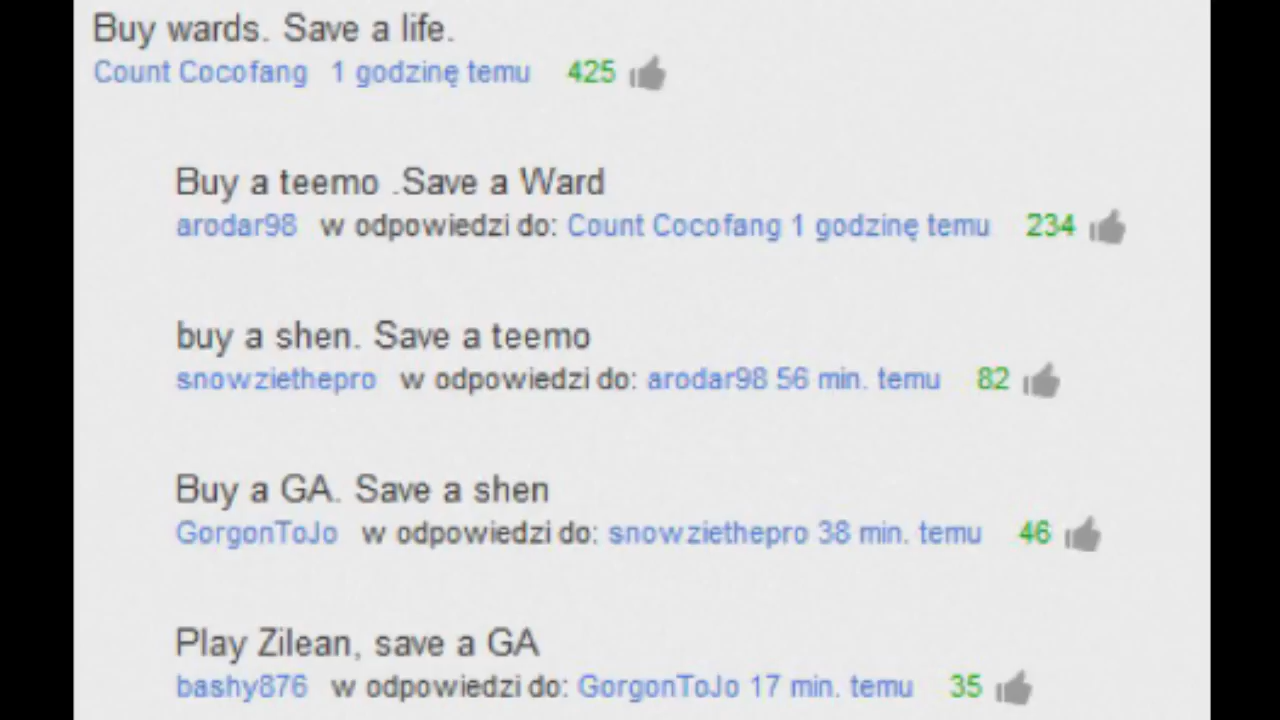 Buy wards. Save a life.
Count Cocofang 1 godzinę temu 425
Buy a teemo .Save a Ward
arodar98 w odpowiedzi do: Count Cocofang 1 godzinę temu 234
buy a shen. Save a teemo
snowziethepro w odpowiedzi do: arodar98 56 min. temu 82
Buy a GA. Save a shen
GorgonToJo w odpowiedzi do: snowziethepro 38 min. temu 46
Play Zilean, save a GA
bashy876 w odpowiedzi do: GorgonToJo 17 min. temu 35